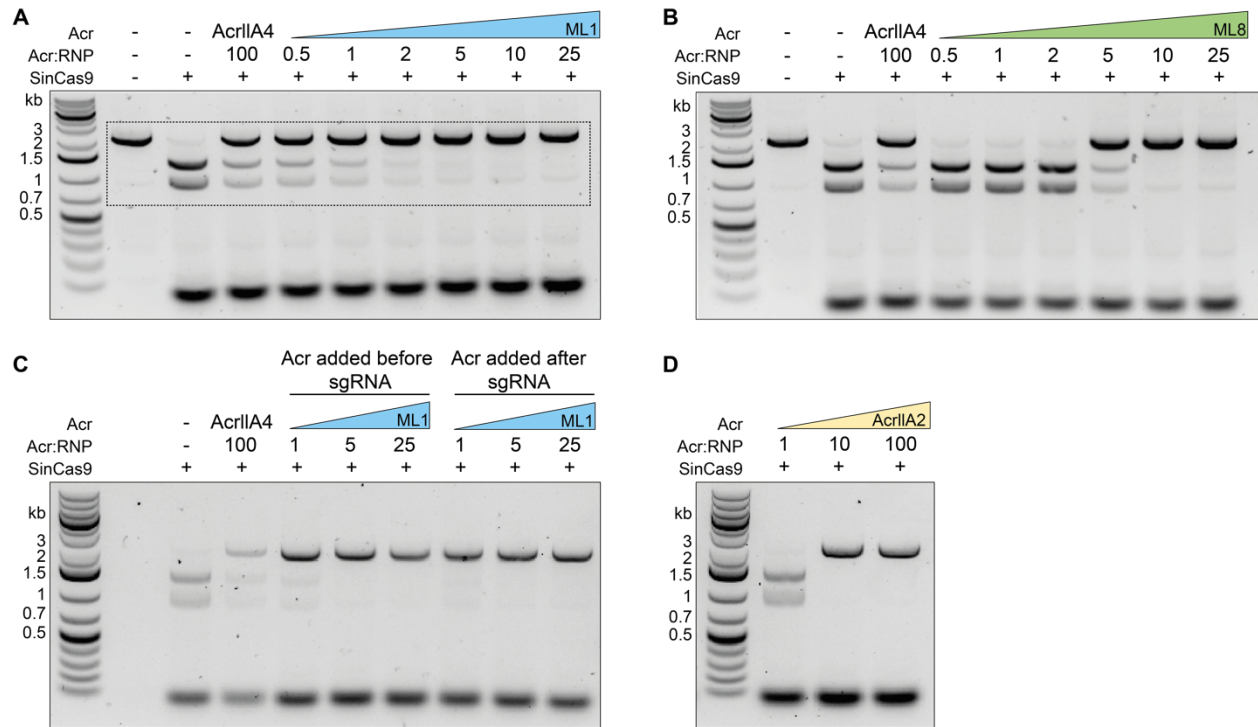 A
Acr - - AcrIIA4 ML1
Acr:RNP - - 100 0.5 1 2 5 10 25
SinCas9 - + + + + + + + +
kb
3
2
1.5
1
0.7
0.5
B
Acr - - AcrIIA4 ML8
Acr:RNP - - 100 0.5 1 2 5 10 25
SinCas9 - + + + + + + + +
kb
3
2
1.5
1
0.7
0.5
C
Acr added before sgRNA
Acr added after sgRNA
Acr - AcrIIA4 ML1 ML1
Acr:RNP - 100 1 5 25 1 5 25
SinCas9 + + + + + + + +
kb
3
2
1.5
1
0.7
0.5
D
Acr AcrIIA2
Acr:RNP 1 10 100
SinCas9 + + +
kb
3
2
1.5
1
0.7
0.5